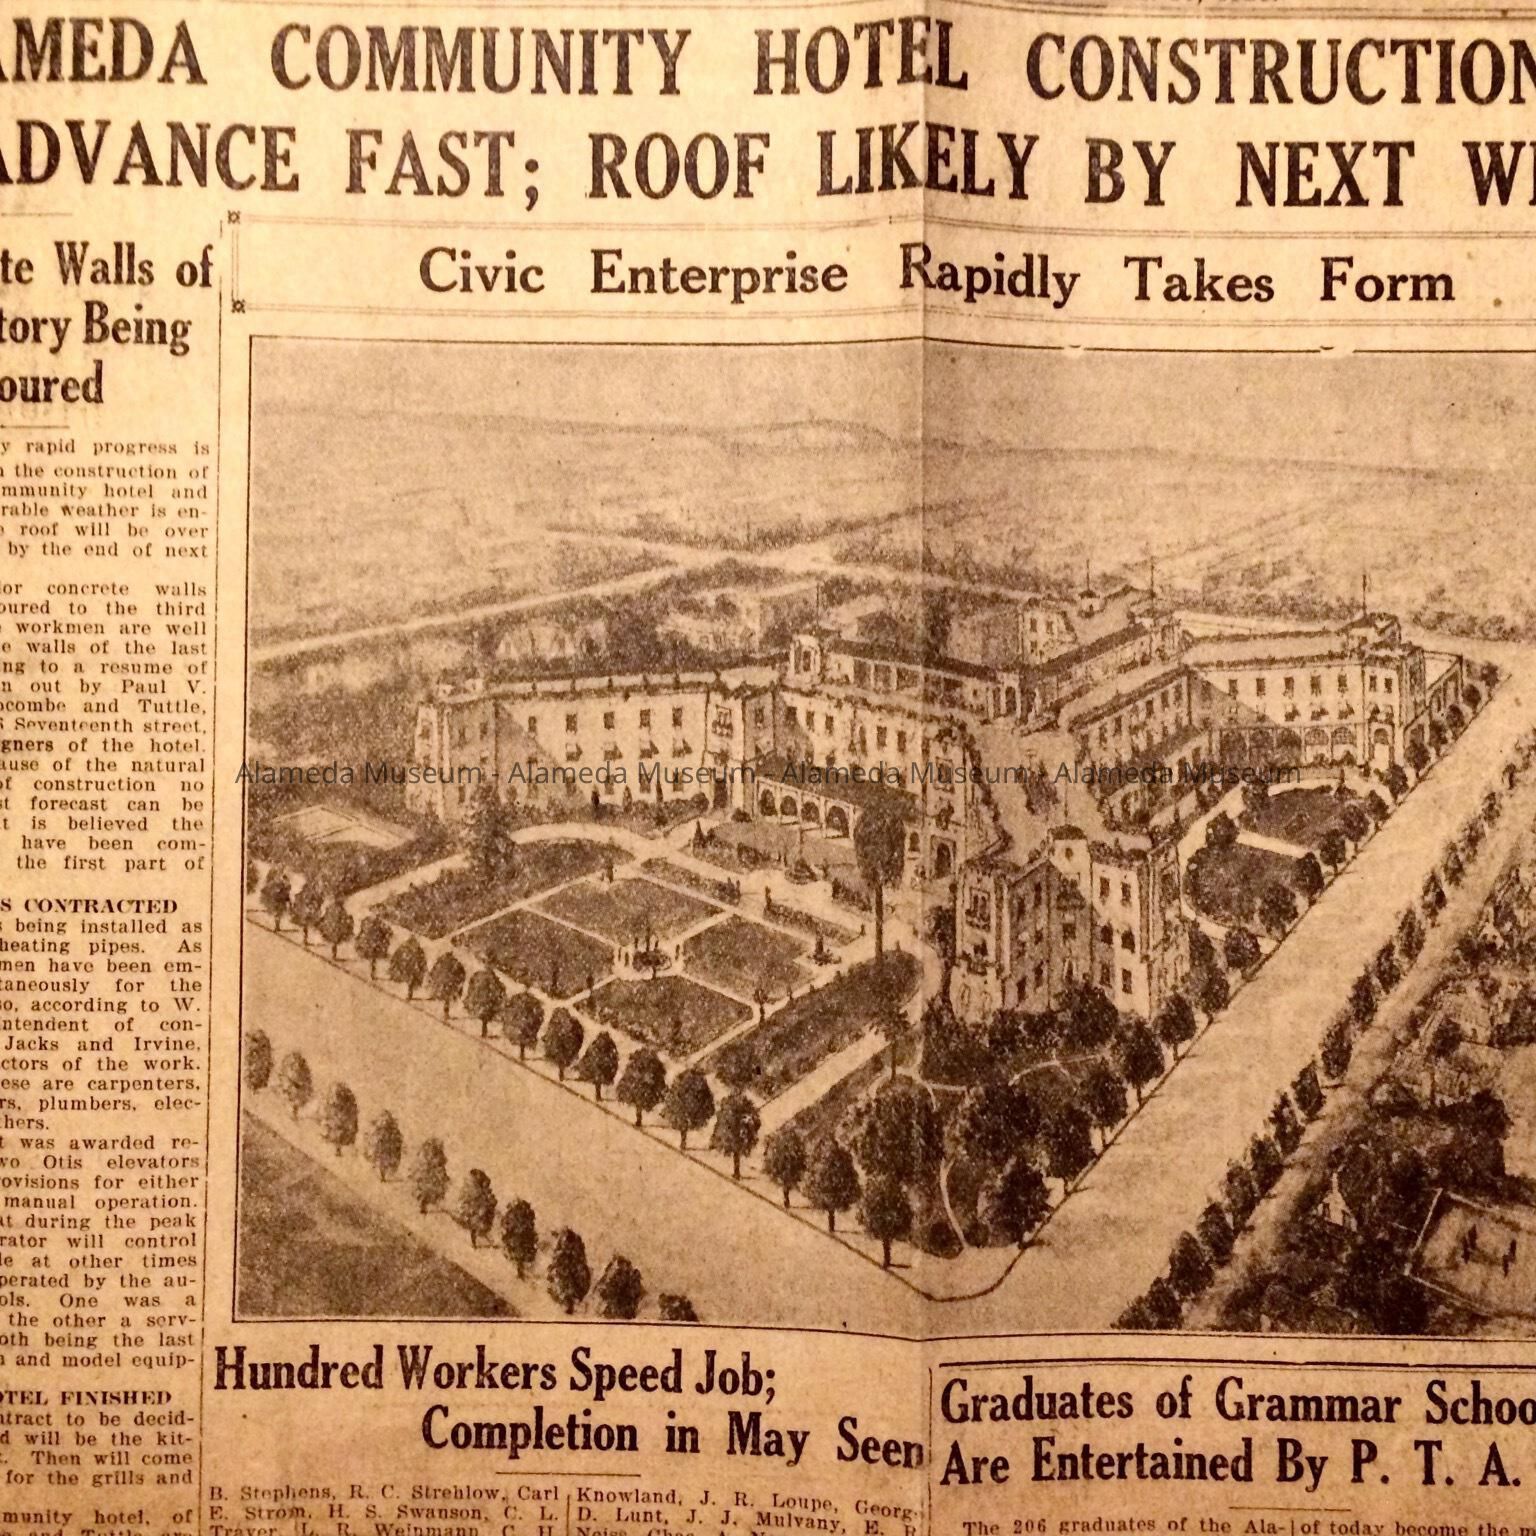 AMEDA COMMUNITY HOTEL CONSTRUCTION
ADVANCE FAST; ROOF LIKELY BY NEXT
te Walls of
tory Being
oured
y rapid progress is
n the construction of
mmunity hotel and
rable weather is en-
e roof will be over
by the end of next
ior concrete walls
oured to the third
workmen are well
e walls of the last
ng to a resume of
n out by Paul V.
combe and Tuttle,
Seventeenth street,
gners of the hotel.
ause of the natural
of construction no
st forecast can be
t is believed the
have been com-
the first part of
S CONTRACTED
being installed as
heating pipes. As
men have been em-
taneously for the
so, according to W.
intendent of con-
Jacks and Irvine,
ctors of the work.
ese are carpenters,
rs, plumbers, elec-
hers.
t was awarded re-
wo Otis elevators
rovisions for either
manual operation.
at during the peak
rator will control
le at other times
perated by the au-
ols. One was a
the other a serv-
oth being the last
n and model equip-
OTEL FINISHED
ntract to be decid-
d will be the kit-
t. Then will come
for the grills and
munity hotel, of
and Tuttle are
Civic Enterprise Rapidly Takes Form
Alameda Museum - Alameda Museum - Alameda Museum - Alameda Museum
Hundred Workers Speed Job;
Completion in May Seen
B. Stephens, R. C. Strehlow, Carl
E. Strom, H. S. Swanson, C. L.
Traver, L. R. Weinmann, C. H.
Knowland, J. R. Loupe, Georg
D. Lunt, J. J. Mulvany, E. R
Graduates of Grammar Schoo
Are Entertained By P. T. A.
The 206 graduates of the Ala-
of today become the